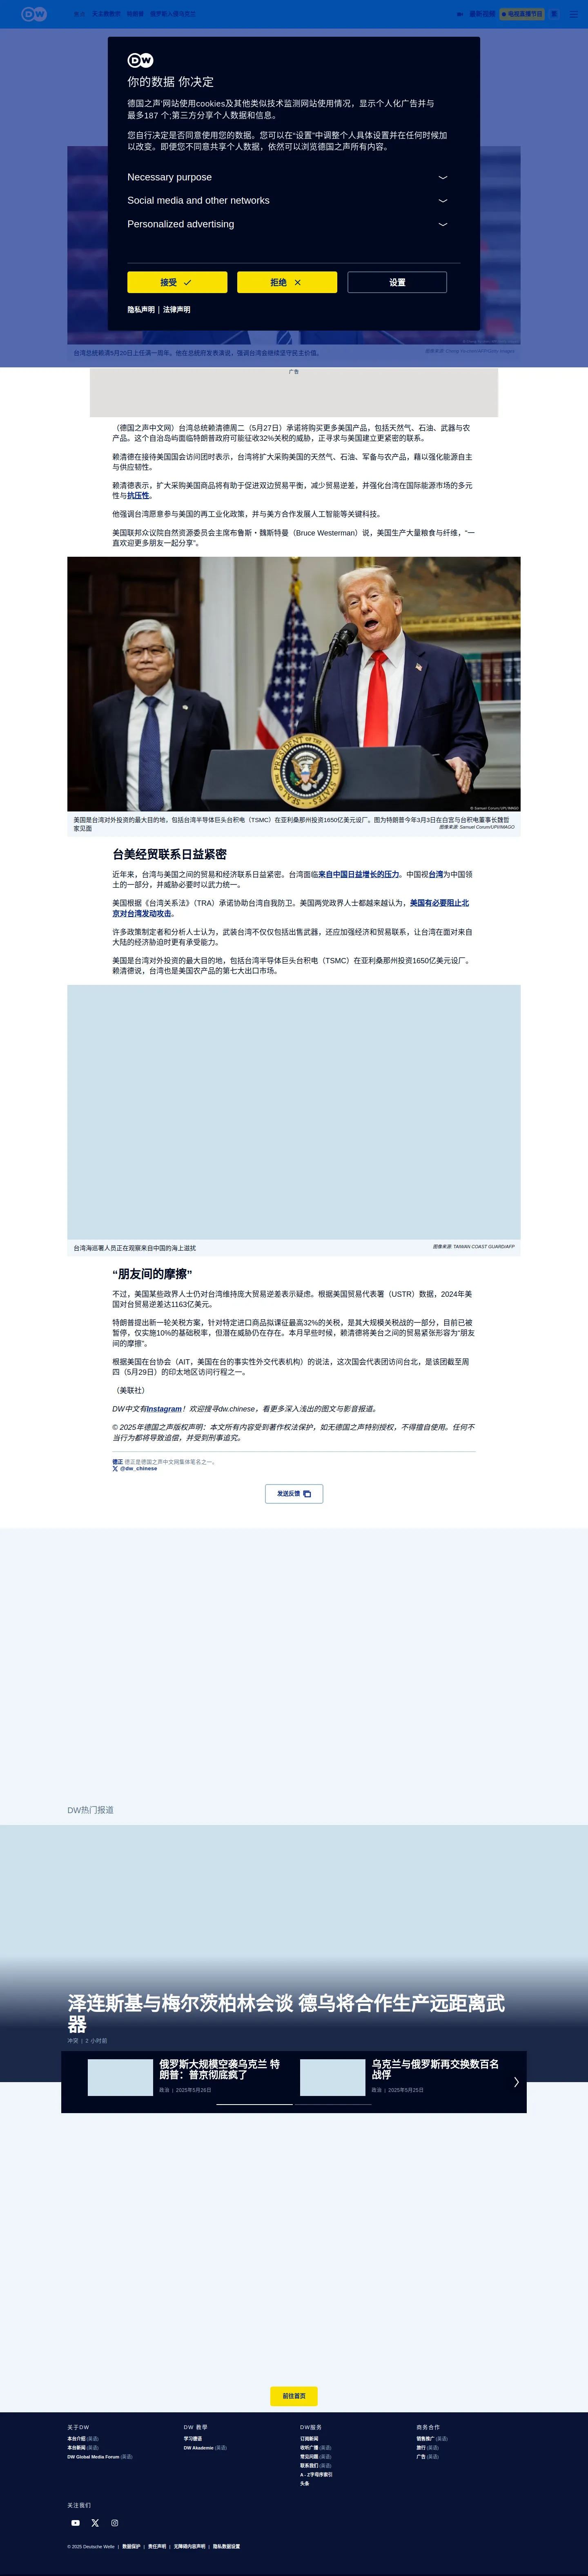 DW
最新视频
电视直播节目
繁
DW
你的数据 你决定
德国之声'网站使用cookies及其他类似技术监测网站使用情况，显示个人化广告并与
最多187 个;第三方分享个人数据和信息。
您自行决定是否同意使用您的数据。您可以在“设置”中调整个人具体设置并在任何时候加
以改变。即便您不同意共享个人数据，依然可以浏览德国之声所有内容。
Necessary purpose
Social media and other networks
Personalized advertising
接受
拒绝
设置
隐私声明 | 法律声明
台湾总统赖清5月20日上任满一周年。他在总统府发表演说，强调台湾会继续坚守民主价值。
广告
（德国之声中文网）台湾总统赖清德周二（5月27日）承诺将购买更多美国产品，包括天然气、石油、武器与农
产品。这个自治岛屿面临特朗普政府可能征收32%关税的威胁，正寻求与美国建立更紧密的联系。
赖清德在接待美国国会访问团时表示，台湾将扩大采购美国的天然气、石油、军备与农产品，藉以强化能源自主
与供应韧性。
赖清德表示，扩大采购美国商品将有助于促进双边贸易平衡，减少贸易逆差，并强化台湾在国际能源市场的多元
性与抗压性。
他强调台湾愿意参与美国的再工业化政策，并与美方合作发展人工智能等关键科技。
美国联邦众议院自然资源委员会主席布鲁斯・魏斯特曼（Bruce Westerman）说，美国生产大量粮食与纤维，“一
直欢迎更多朋友一起分享”。
SEAL OF THE PRESIDENT OF THE UNITED STATES
© Samuel Corum/UPI/IMAGO
美国是台湾对外投资的最大目的地，包括台湾半导体巨头台积电（TSMC）在亚利桑那州投资1650亿美元设厂。图为特朗普今年3月3日在白宫与台积电董事长魏哲
家见面
图像来源: Samuel Corum/UPI/IMAGO
台美经贸联系日益紧密
近年来，台湾与美国之间的贸易和经济联系日益紧密。台湾面临来自中国日益增长的压力。中国视台湾为中国领
土的一部分，并威胁必要时以武力统一。
美国根据《台湾关系法》（TRA）承诺协助台湾自我防卫。美国两党政界人士都越来越认为，美国有必要阻止北
京对台湾发动攻击。
许多政策制定者和分析人士认为，武装台湾不仅仅包括出售武器，还应加强经济和贸易联系，让台湾在面对来自
大陆的经济胁迫时更有承受能力。
美国是台湾对外投资的最大目的地，包括台湾半导体巨头台积电（TSMC）在亚利桑那州投资1650亿美元设厂。
赖清德说，台湾也是美国农产品的第七大出口市场。
台湾海巡署人员正在观察来自中国的海上滋扰
图像来源: TAIWAN COAST GUARD/AFP
“朋友间的摩擦”
不过，美国某些政界人士仍对台湾维持庞大贸易逆差表示疑虑。根据美国贸易代表署（USTR）数据，2024年美
国对台贸易逆差达1163亿美元。
特朗普提出新一轮关税方案，针对特定进口商品拟课征最高32%的关税，是其大规模关税战的一部分，目前已被
暂停，仅实施10%的基础税率，但潜在威胁仍在存在。本月早些时候，赖清德将美台之间的贸易紧张形容为“朋友
间的摩擦”。
根据美国在台协会（AIT，美国在台的事实性外交代表机构）的说法，这次国会代表团访问台北，是该团截至周
四（5月29日）的印太地区访问行程之一。
（美联社）
DW中文有Instagram！欢迎搜寻dw.chinese，看更多深入浅出的图文与影音报道。
© 2025年德国之声版权声明：本文所有内容受到著作权法保护，如无德国之声特别授权，不得擅自使用。任何不
当行为都将导致追偿，并受到刑事追究。
德正 德正是德国之声中文网集体笔名之一。
@dw_chinese
发送反馈
DW热门报道
泽连斯基与梅尔茨柏林会谈 德乌将合作生产远距离武
器
冲突 | 2 小时前
俄罗斯大规模空袭乌克兰 特
朗普：普京彻底疯了
政治 | 2025年5月26日
乌克兰与俄罗斯再交换数百名
战俘
政治 | 2025年5月25日
前往首页
关于DW
本台介绍 (英语)
本台新闻 (英语)
DW Global Media Forum (英语)
DW 教學
学习德语
DW Akademie (英语)
DW服务
订阅新闻
收听广播 (英语)
常见问题 (英语)
联系我们 (英语)
A - Z字母序索引
头条
商务合作
销售推广 (英语)
旅行 (英语)
广告 (英语)
关注我们
© 2025 Deutsche Welle | 数据保护 | 责任声明 | 无障碍内容声明 | 隐私数据设置